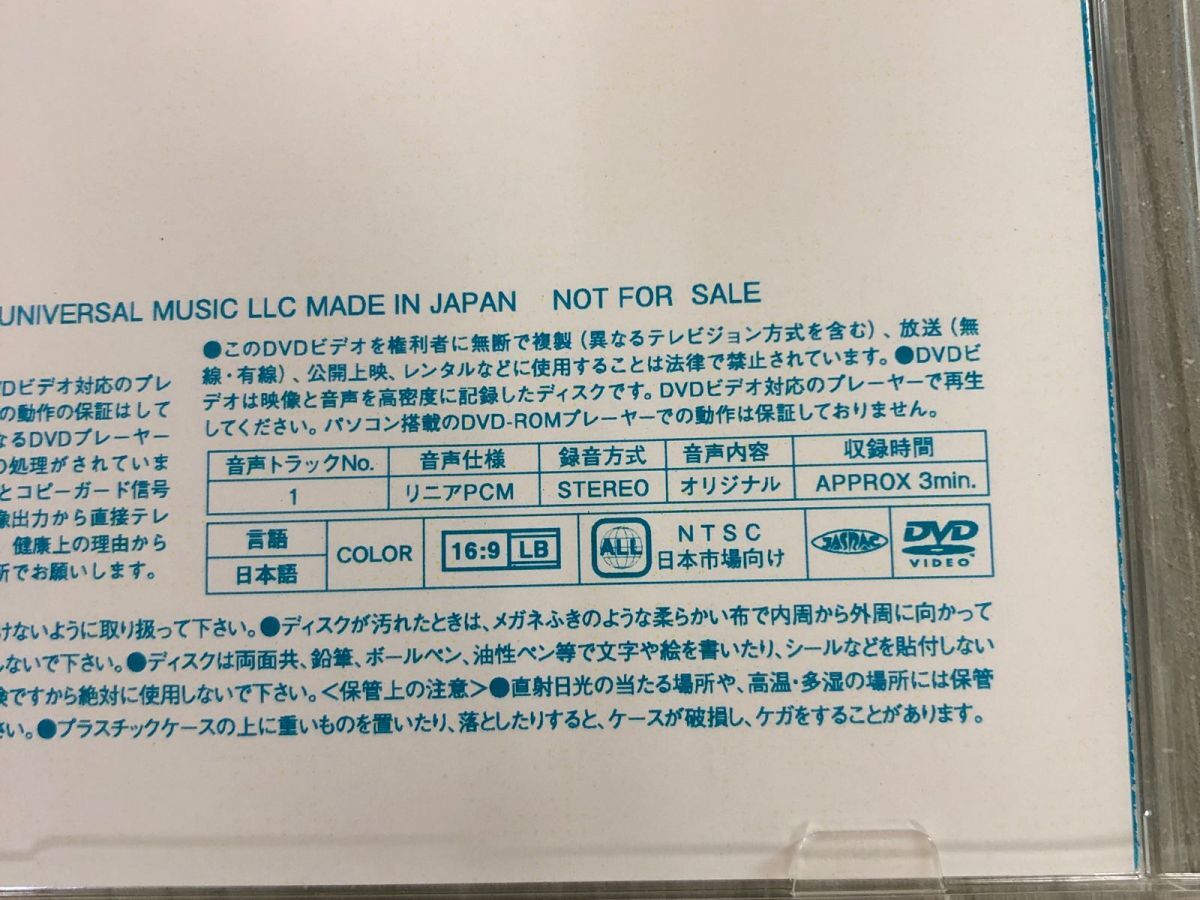 UNIVERSAL MUSIC LLC MADE IN JAPAN NOT FOR SALE
●このDVDビデオを権利者に無断で複製(異なるテレビジョン方式を含む)、放送(無
線・有線)、公開上映、レンタルなどに使用することは法律で禁止されています。●DVDビ
デオは映像と音声を高密度に記録したディスクです。DVDビデオ対応のプレーヤーで再生
してください。パソコン搭載のDVD-ROMプレーヤーでの動作は保証しておりません。
VDビデオ対応のプレ
の動作の保証はして
なるDVDプレーヤー
の処理がされていま
とコピーガード信号
像出力から直接テレ
健康上の理由から
所でお願いします。
音声トラックNo. 音声仕様 録音方式 音声内容 収録時間
1 リニアPCM STEREO オリジナル APPROX 3min.
言語
日本語
COLOR
16:9 LB
ALL
NTSC
日本市場向け
JASRAC
DVD
VIDEO
けないように取り扱って下さい。●ディスクが汚れたときは、メガネふきのような柔らかい布で内周から外周に向かって
ないで下さい。●ディスクは両面共、鉛筆、ボールペン、油性ペン等で文字や絵を書いたり、シールなどを貼付しない
険ですから絶対に使用しないで下さい。<保管上の注意>●直射日光の当たる場所や、高温・多湿の場所には保管
さい。●プラスチックケースの上に重いものを置いたり、落としたりすると、ケースが破損し、ケガをすることがあります。